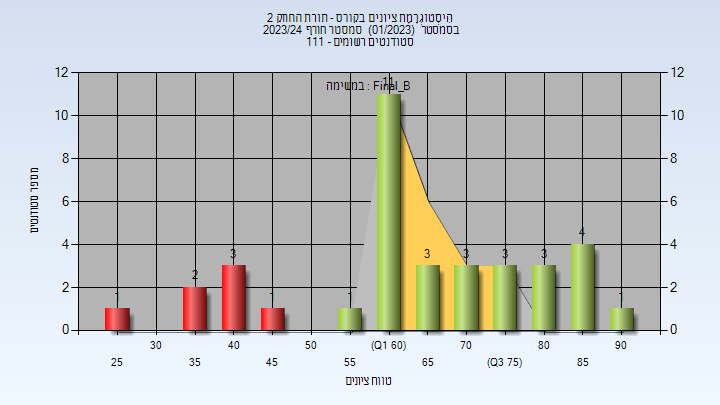 היסטוגרמת ציונים בקורס - תורת החוזק 2
בסמסטר (01/2023) סמסטר חורף 2023/24
סטודנטים רשומים - 111
במשימה : Final_B
מספר סטודנטים
12 12
10 10
8 8
6 6
4 4
2 2
0 0
1 2 3 1 1 11 3 3 3 3 4 1
30 40 50 (Q1 60) 70 80 90
25 35 45 55 65 (Q3 75) 85
טווח ציונים